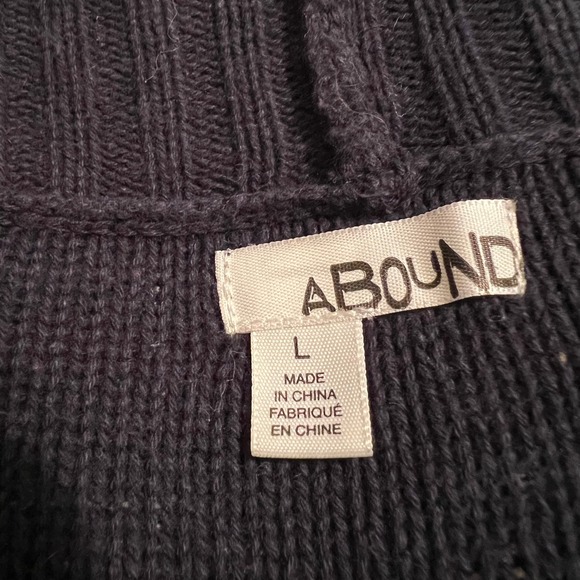 ABOUND
L
MADE
IN CHINA
FABRIQUÉ
EN CHINE